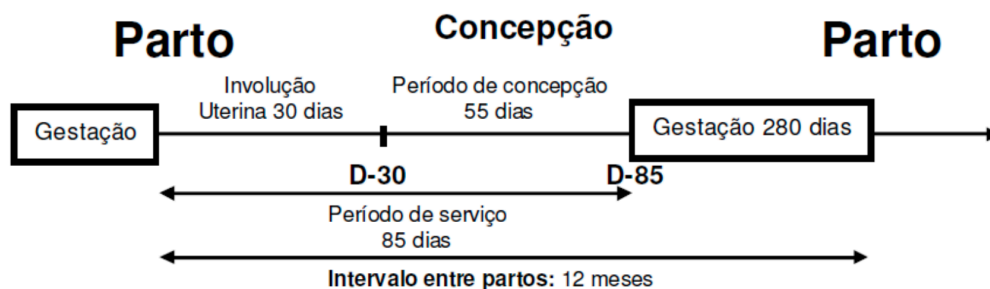 Parto
Concepção
Parto
Involução
Uterina 30 dias
Período de concepção
55 dias
Gestação
Gestação 280 dias
D-30
D-85
Período de serviço
85 dias
Intervalo entre partos: 12 meses